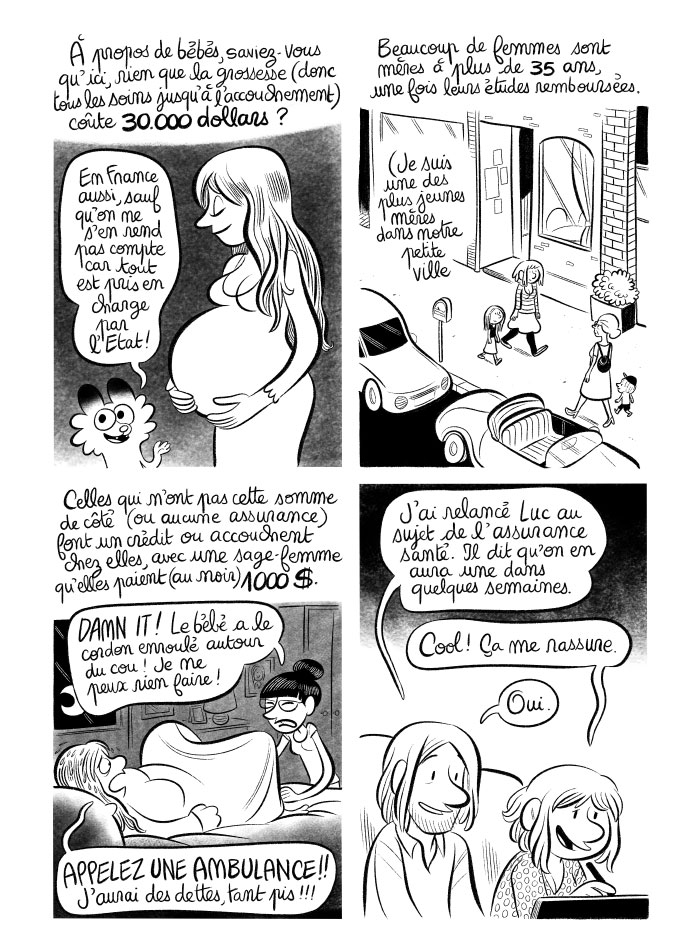 À propos de bébés, saviez-vous
qu'ici, rien que la grossesse (donc
tous les soins jusqu'à l'accouchement)
coûte 30.000 dollars ?
En France
aussi, sauf
qu'on ne
s'en rend
pas compte
car tout
est pris en
charge
par
l'Etat!
Beaucoup de femmes sont
mères à plus de 35 ans,
une fois leurs études remboursées.
(Je suis
une des
plus jeunes
mères
dans notre
petite
ville
Celles qui n'ont pas cette somme
de côté (ou aucune assurance)
font un crédit ou accouchent
chez elles, avec une sage-femme
qu'elles paient (au noir) 1000 $.
DAMN IT! Le bébé a le
cordon enroulé autour
du cou! Je ne
peux rien faire!
APPELEZ UNE AMBULANCE!!
J'aurai des dettes, tant pis!!!
J'ai relancé Luc au
sujet de l'assurance
santé. Il dit qu'on en
aura une dans
quelques semaines.
Cool! Ça me rassure.
Oui.